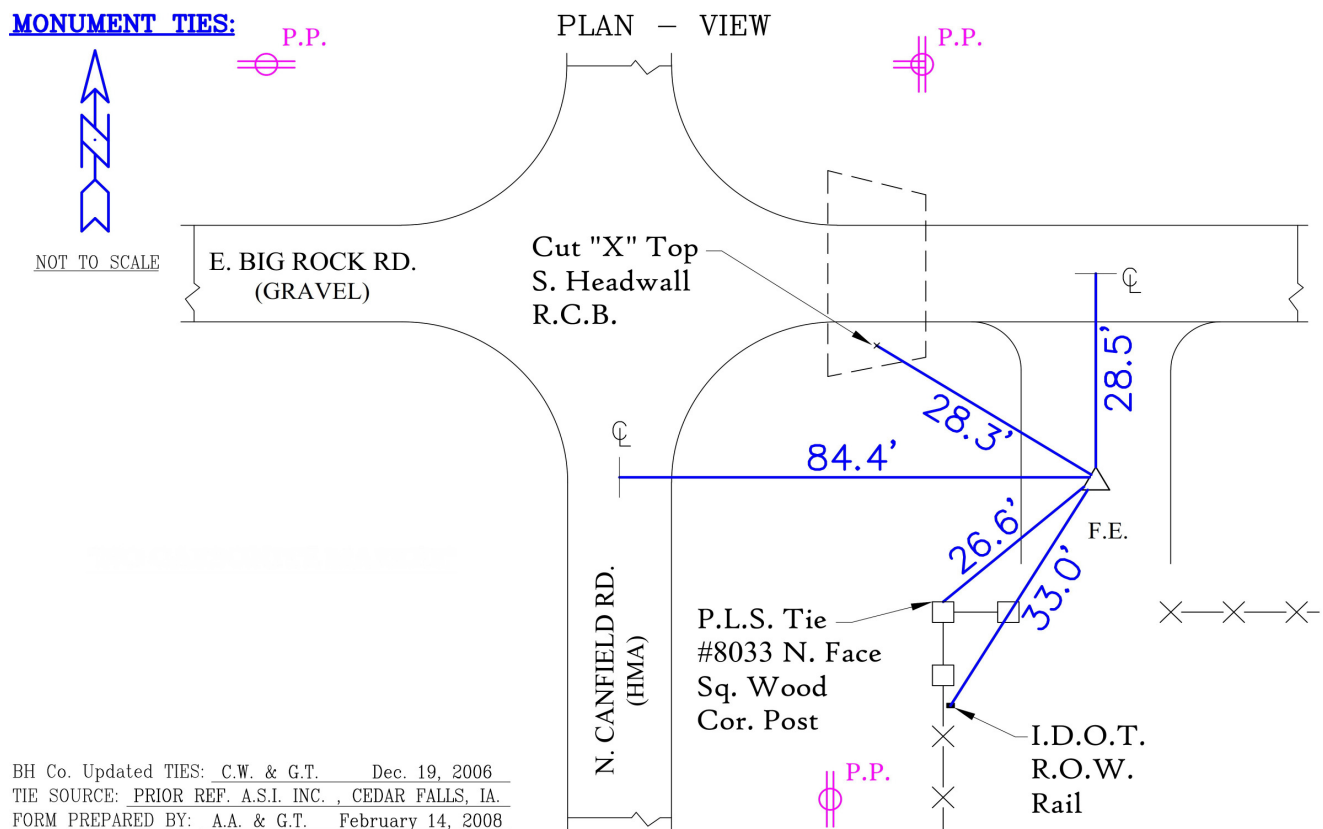 MONUMENT TIES:
PLAN - VIEW
P.P.
P.P.
N
NOT TO SCALE
E. BIG ROCK RD.
(GRAVEL)
Cut "X" Top
S. Headwall
R.C.B.
℄
28.5'
28.3'
℄
84.4'
26.6'
33.0'
F.E.
N. CANFIELD RD.
(HMA)
P.L.S. Tie
#8033 N. Face
Sq. Wood
Cor. Post
I.D.O.T.
R.O.W.
Rail
P.P.
BH Co. Updated TIES: C.W. & G.T. Dec. 19, 2006
TIE SOURCE: PRIOR REF. A.S.I. INC. , CEDAR FALLS, IA.
FORM PREPARED BY: A.A. & G.T. February 14, 2008